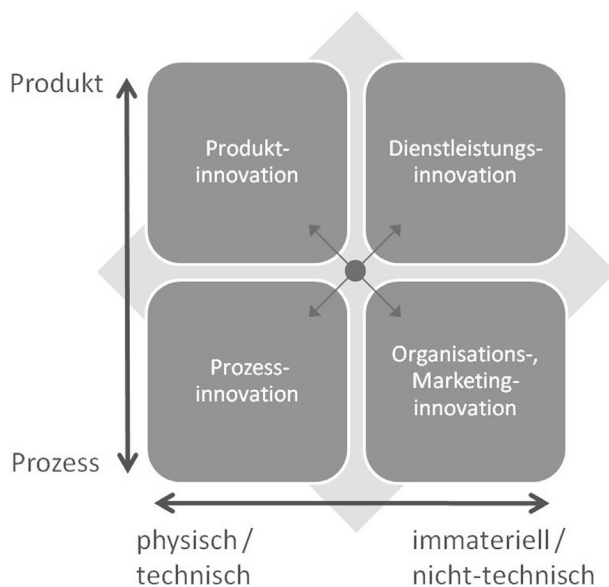 Produkt
Produkt-
innovation
Dienstleistungs-
innovation
Prozess-
innovation
Organisations-,
Marketing-
innovation
Prozess
physisch /
technisch
immateriell /
nicht-technisch